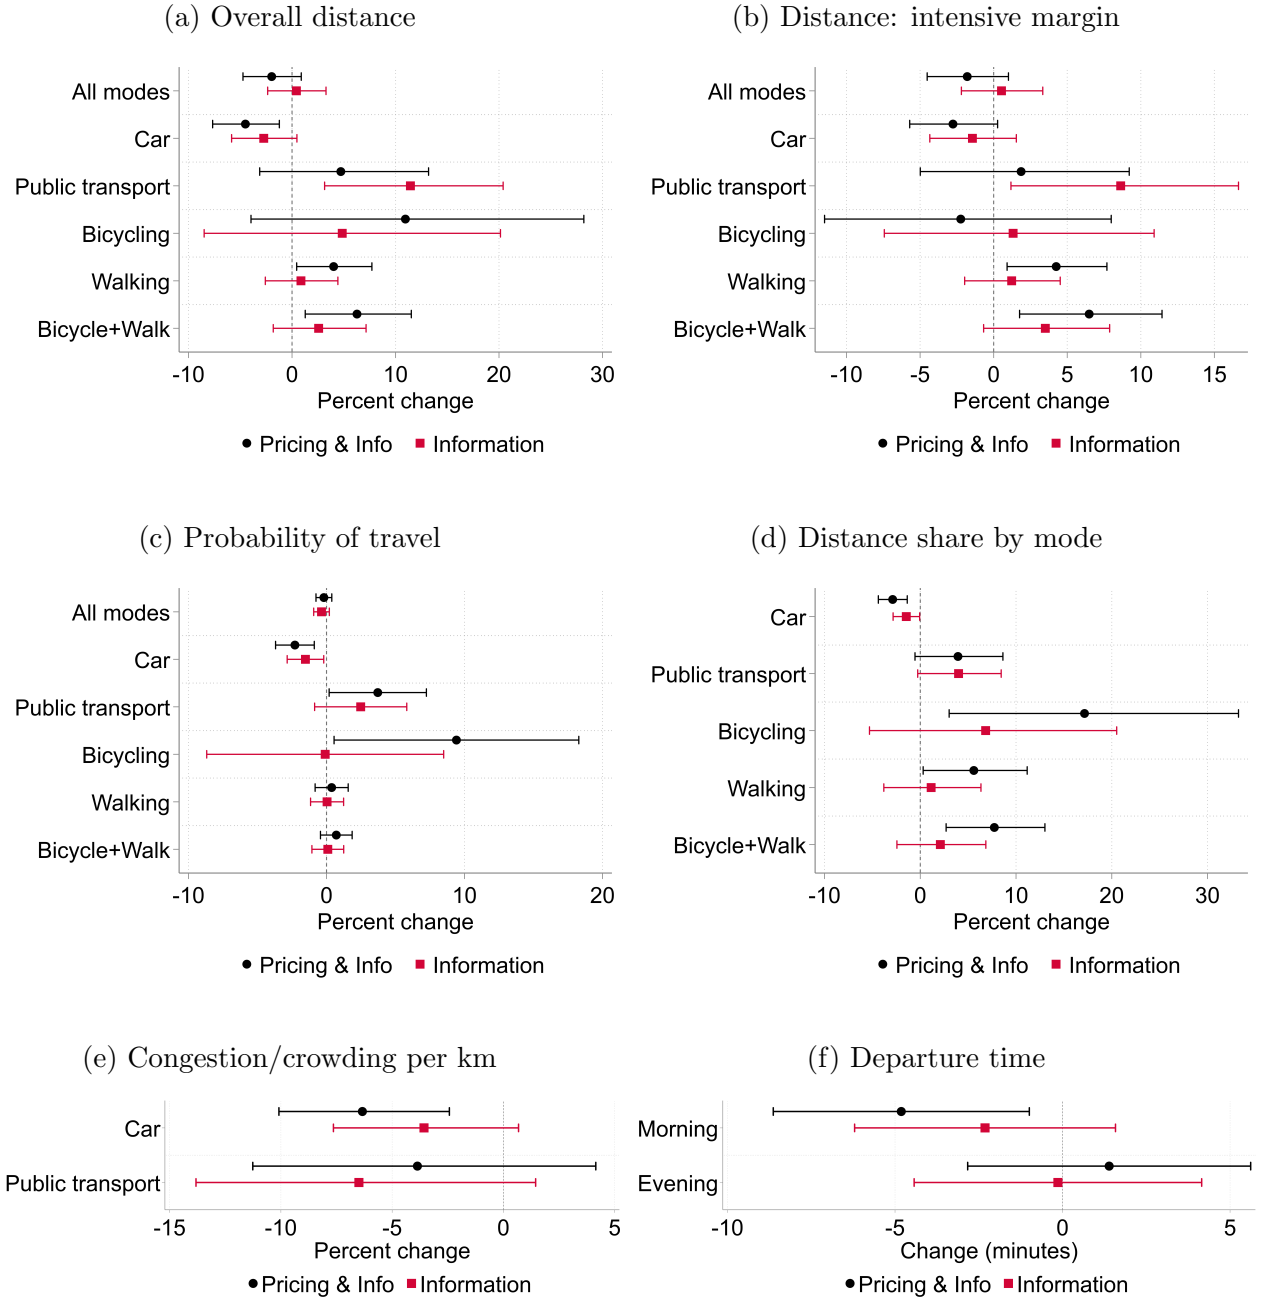 (a) Overall distance
All modes
Car
Public transport
Bicycling
Walking
Bicycle+Walk
-10 0 10 20 30
Percent change
Pricing & Info Information
(b) Distance: intensive margin
All modes
Car
Public transport
Bicycling
Walking
Bicycle+Walk
-10 -5 0 5 10 15
Percent change
Pricing & Info Information
(c) Probability of travel
All modes
Car
Public transport
Bicycling
Walking
Bicycle+Walk
-10 0 10 20
Percent change
Pricing & Info Information
(d) Distance share by mode
Car
Public transport
Bicycling
Walking
Bicycle+Walk
-10 0 10 20 30
Percent change
Pricing & Info Information
(e) Congestion/crowding per km
Car
Public transport
-15 -10 -5 0 5
Percent change
Pricing & Info Information
(f) Departure time
Morning
Evening
-10 -5 0 5
Change (minutes)
Pricing & Info Information